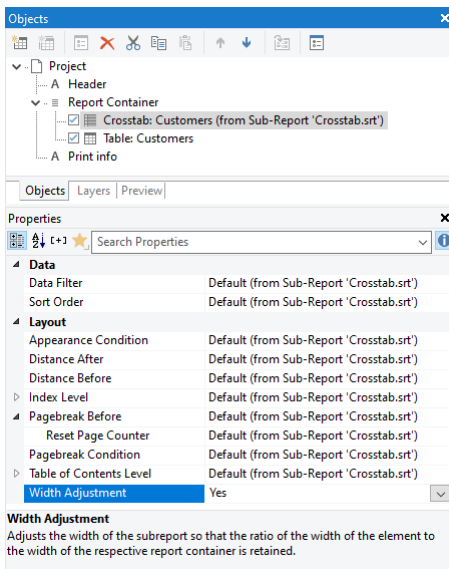 Objects
Project
A Header
Report Container
Crosstab: Customers (from Sub-Report 'Crosstab.srt')
Table: Customers
A Print info
Objects Layers Preview
Properties
Search Properties
Data
Data Filter Default (from Sub-Report 'Crosstab.srt')
Sort Order Default (from Sub-Report 'Crosstab.srt')
Layout
Appearance Condition Default (from Sub-Report 'Crosstab.srt')
Distance After Default (from Sub-Report 'Crosstab.srt')
Distance Before Default (from Sub-Report 'Crosstab.srt')
Index Level Default (from Sub-Report 'Crosstab.srt')
Pagebreak Before Default (from Sub-Report 'Crosstab.srt')
Reset Page Counter Default (from Sub-Report 'Crosstab.srt')
Pagebreak Condition Default (from Sub-Report 'Crosstab.srt')
Table of Contents Level Default (from Sub-Report 'Crosstab.srt')
Width Adjustment Yes
Width Adjustment
Adjusts the width of the subreport so that the ratio of the width of the element to
the width of the respective report container is retained.